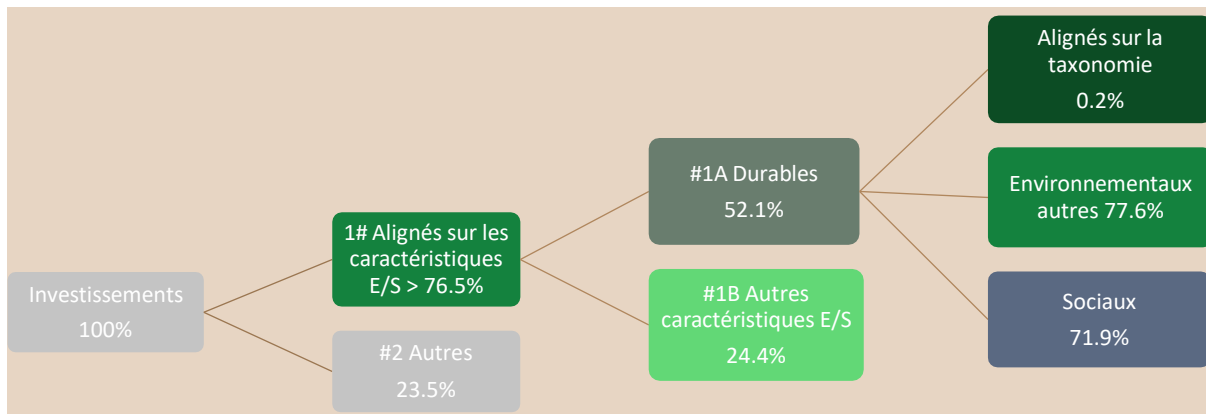 Investissements
100%
1# Alignés sur les
caractéristiques
E/S > 76.5%
#2 Autres
23.5%
#1A Durables
52.1%
#1B Autres
caractéristiques E/S
24.4%
Alignés sur la
taxonomie
0.2%
Environnementaux
autres 77.6%
Sociaux
71.9%